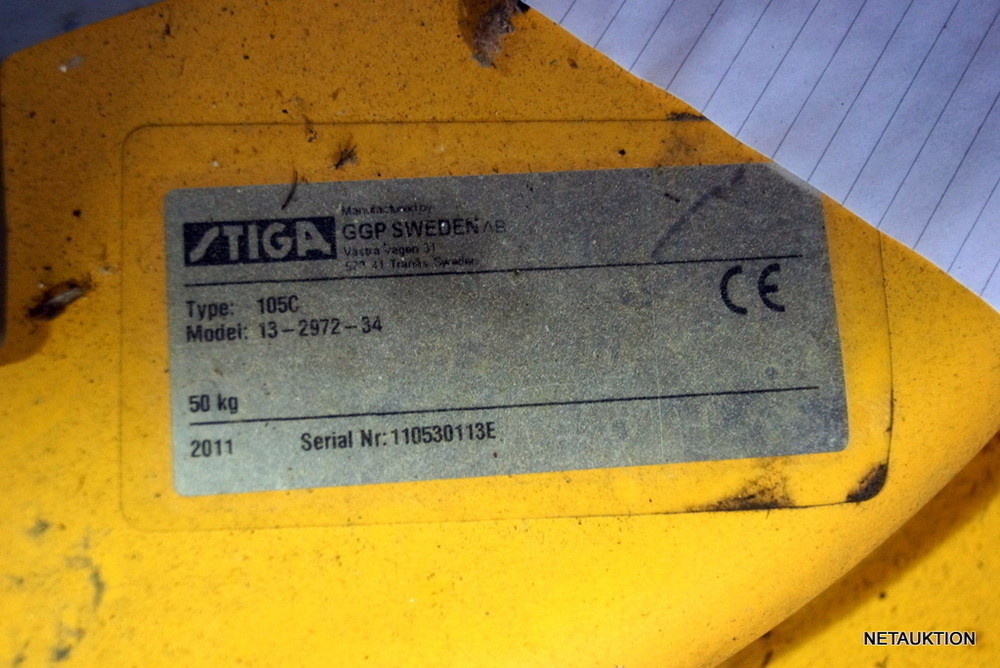 STIGA
Manufactured by
GGP SWEDEN AB
Västra vägen 31
41 Tranås Sweden
Type: 105C
Model: 13-2972-34
CE
50 kg
2011 Serial Nr: 110530113E
NETAUKTION